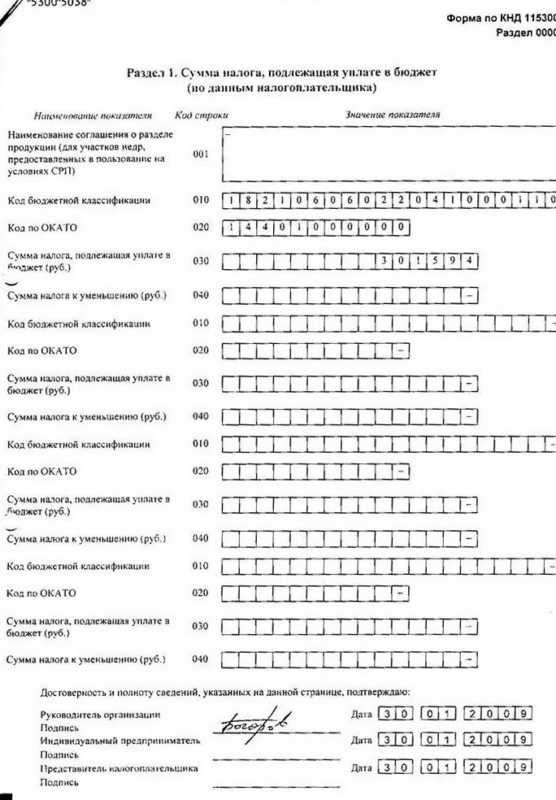 *5300*5038*
Форма по КНД 115300
Раздел 0000
Раздел 1. Сумма налога, подлежащая уплате в бюджет
(по данным налогоплательщика)
Наименование показателя Код строки Значение показателя
Наименование соглашения о разделе
продукции (для участков недр,
предоставленных в пользование на
условиях СРП) 001 –
Код бюджетной классификации 010 1 8 2 1 0 6 0 6 0 2 2 0 4 1 0 0 0 1 1 0
Код по ОКАТО 020 1 4 4 0 1 0 0 0 0 0 0
Сумма налога, подлежащая уплате в
бюджет (руб.) 030 3 0 1 5 9 4
Сумма налога к уменьшению (руб.) 040 –
Код бюджетной классификации 010 –
Код по ОКАТО 020 –
Сумма налога, подлежащая уплате в
бюджет (руб.) 030 –
Сумма налога к уменьшению (руб.) 040 –
Код бюджетной классификации 010 –
Код по ОКАТО 020 –
Сумма налога, подлежащая уплате в
бюджет (руб.) 030 –
Сумма налога к уменьшению (руб.) 040 –
Код бюджетной классификации 010 –
Код по ОКАТО 020 –
Сумма налога, подлежащая уплате в
бюджет (руб.) 030 –
Сумма налога к уменьшению (руб.) 040 –
Достоверность и полноту сведений, указанных на данной странице, подтверждаю:
Руководитель организации Дата 3 0 0 1 2 0 0 9
Подпись
Индивидуальный предприниматель Дата 3 0 0 1 2 0 0 9
Подпись
Представитель налогоплательщика Дата 3 0 0 1 2 0 0 9
Подпись